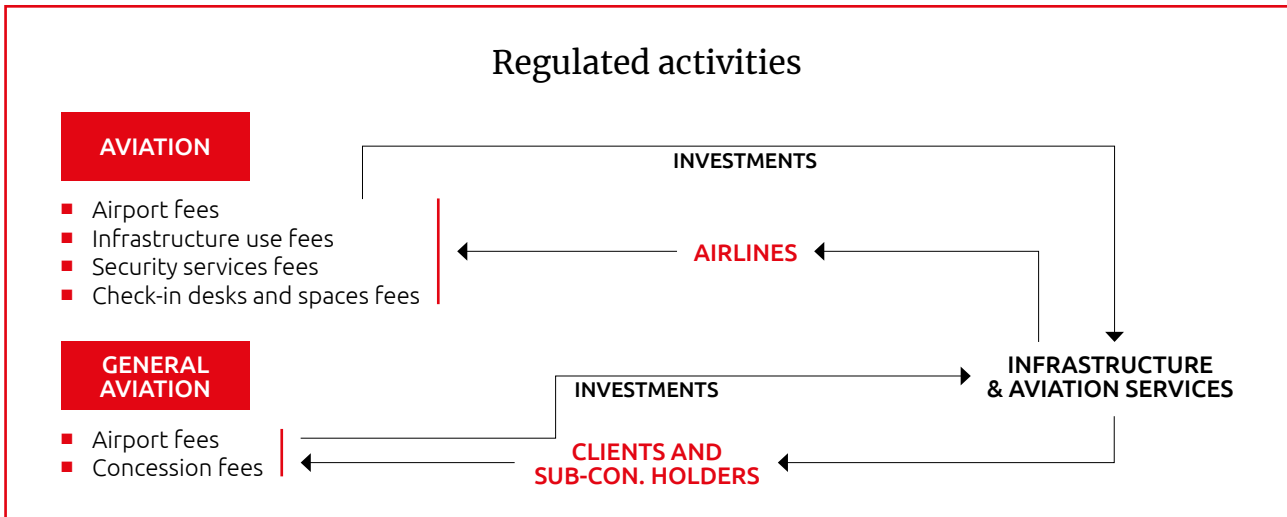 Regulated activities
AVIATION
INVESTMENTS
Airport fees
Infrastructure use fees
Security services fees
Check-in desks and spaces fees
AIRLINES
GENERAL
AVIATION
INVESTMENTS
INFRASTRUCTURE
& AVIATION SERVICES
Airport fees
Concession fees
CLIENTS AND
SUB-CON. HOLDERS